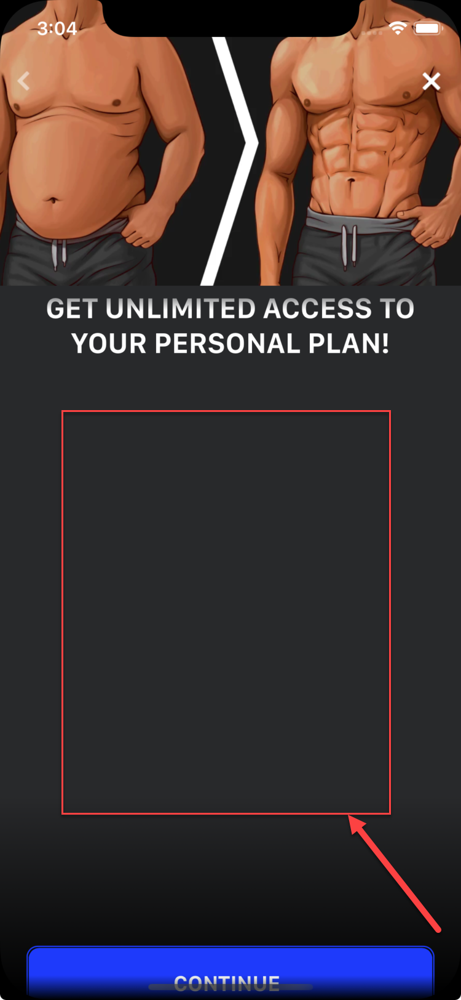 3:04
GET UNLIMITED ACCESS TO
YOUR PERSONAL PLAN!
CONTINUE